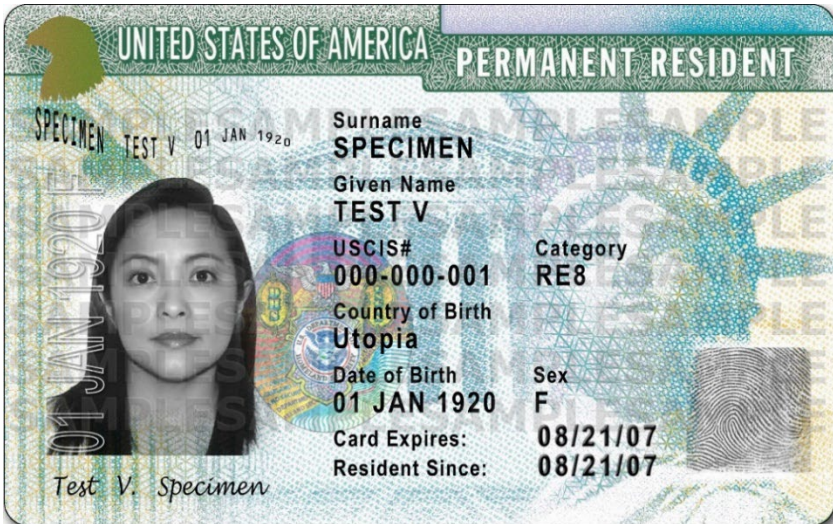 UNITED STATES OF AMERICA
PERMANENT RESIDENT
SPECIMEN TEST V 01 JAN 1920
Surname
SPECIMEN
Given Name
TEST V
USCIS# Category
000-000-001 RE8
Country of Birth
Utopia
Date of Birth Sex
01 JAN 1920 F
Card Expires: 08/21/07
Resident Since: 08/21/07
01 JAN 1920 F
Test V. Specimen
SAMPLESAMPLESAMPLESAMPLE